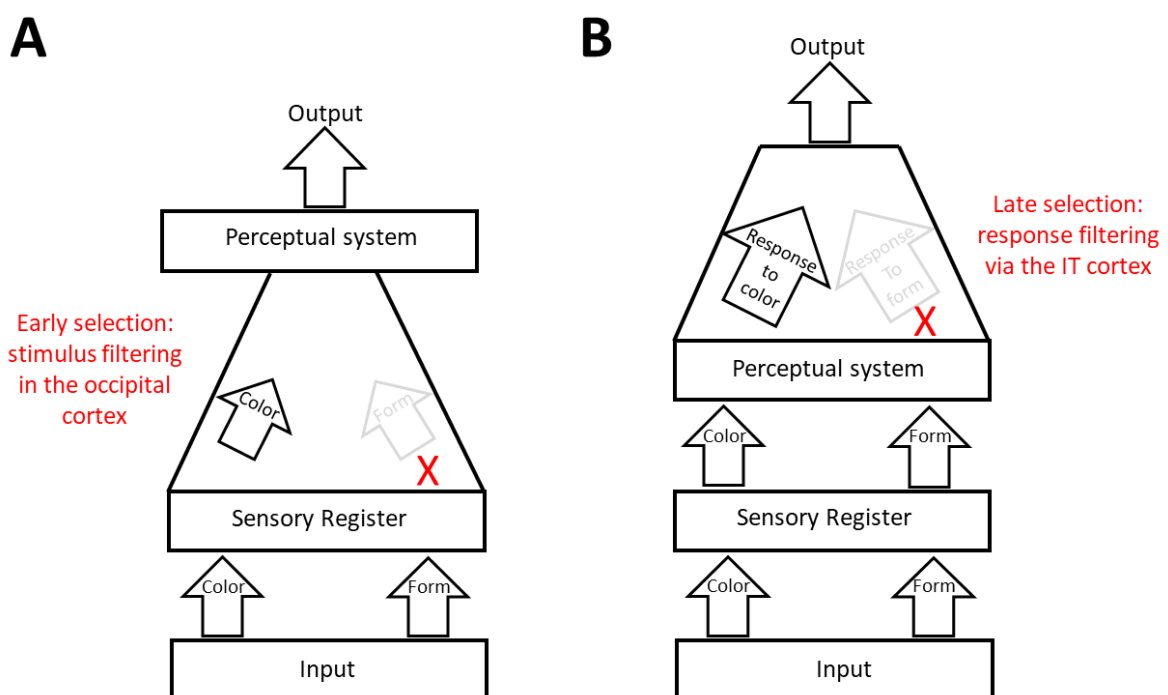 A
Output
Perceptual system
Early selection:
stimulus filtering
in the occipital
cortex
Color
Form
X
Sensory Register
Color
Form
Input
B
Output
Late selection:
response filtering
via the IT cortex
Response
to
color
Response
To
form
X
Perceptual system
Color
Form
Sensory Register
Color
Form
Input